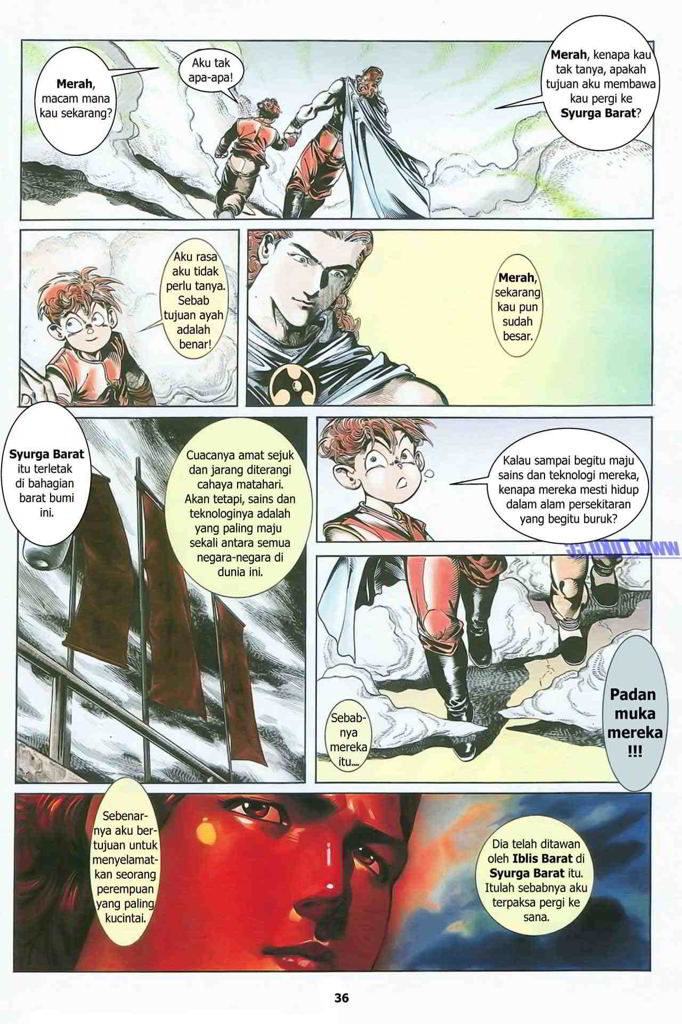 Merah,
macam mana
kau sekarang?
Aku tak
apa-apa!
Merah, kenapa kau
tak tanya, apakah
tujuan aku membawa
kau pergi ke
Syurga Barat?
Aku rasa
aku tidak
perlu tanya.
Sebab
tujuan ayah
adalah
benar!
Merah,
sekarang
kau pun
sudah
besar.
Syurga Barat
itu terletak
di bahagian
barat bumi
ini.
Cuacanya amat sejuk
dan jarang diterangi
cahaya matahari.
Akan tetapi, sains dan
teknologinya adalah
yang paling maju
sekali antara semua
negara-negara di
dunia ini.
Kalau sampai begitu maju
sains dan teknologi mereka,
kenapa mereka mesti hidup
dalam alam persekitaran
yang begitu buruk?
WWW.TUKU.CC
Sebab-
nya
mereka
itu....
Padan
muka
mereka
!!!
Sebenar-
nya aku ber-
tujuan untuk
menyelamat-
kan seorang
perempuan
yang paling
kucintai.
Dia telah ditawan
oleh Iblis Barat di
Syurga Barat itu.
Itulah sebabnya aku
terpaksa pergi ke
sana.
36